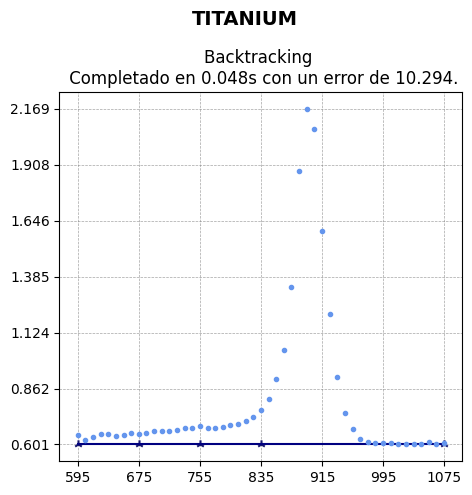 TITANIUM
Backtracking
Completado en 0.048s con un error de 10.294.
2.169
1.908
1.646
1.385
1.124
0.862
0.601
595 675 755 835 915 995 1075